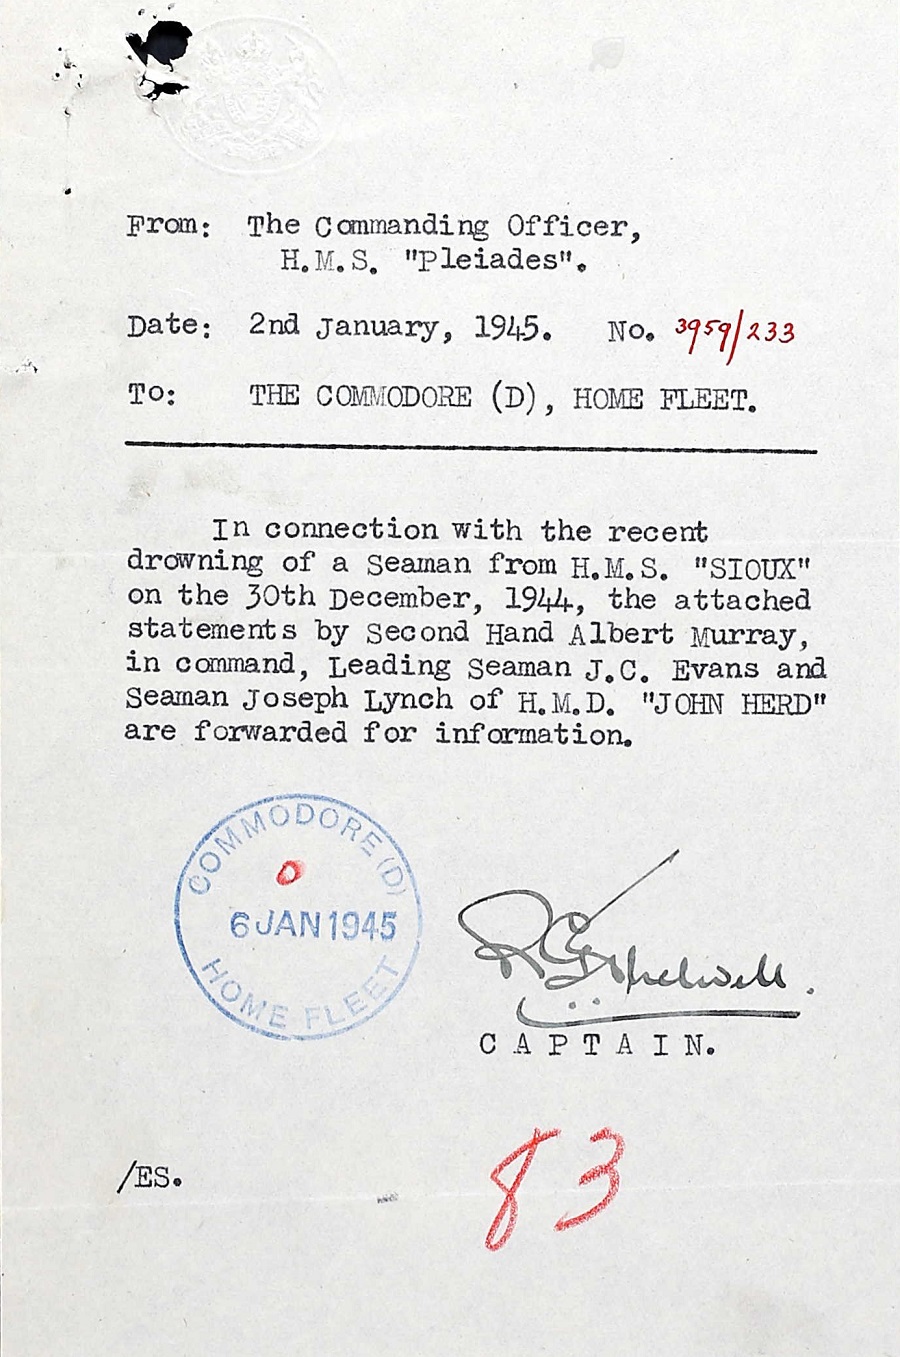 From: The Commanding Officer,
H.M.S. "Pleiades".
Date: 2nd January, 1945. No. 3959/233
To: THE COMMODORE (D), HOME FLEET.
In connection with the recent
drowning of a Seaman from H.M.S. "SIOUX"
on the 30th December, 1944, the attached
statements by Second Hand Albert Murray,
in command, Leading Seaman J.C. Evans and
Seaman Joseph Lynch of H.M.D. "JOHN HERD"
are forwarded for information.
COMMODORE (D)
0
6 JAN 1945
HOME FLEET
CAPTAIN.
/ES.
83